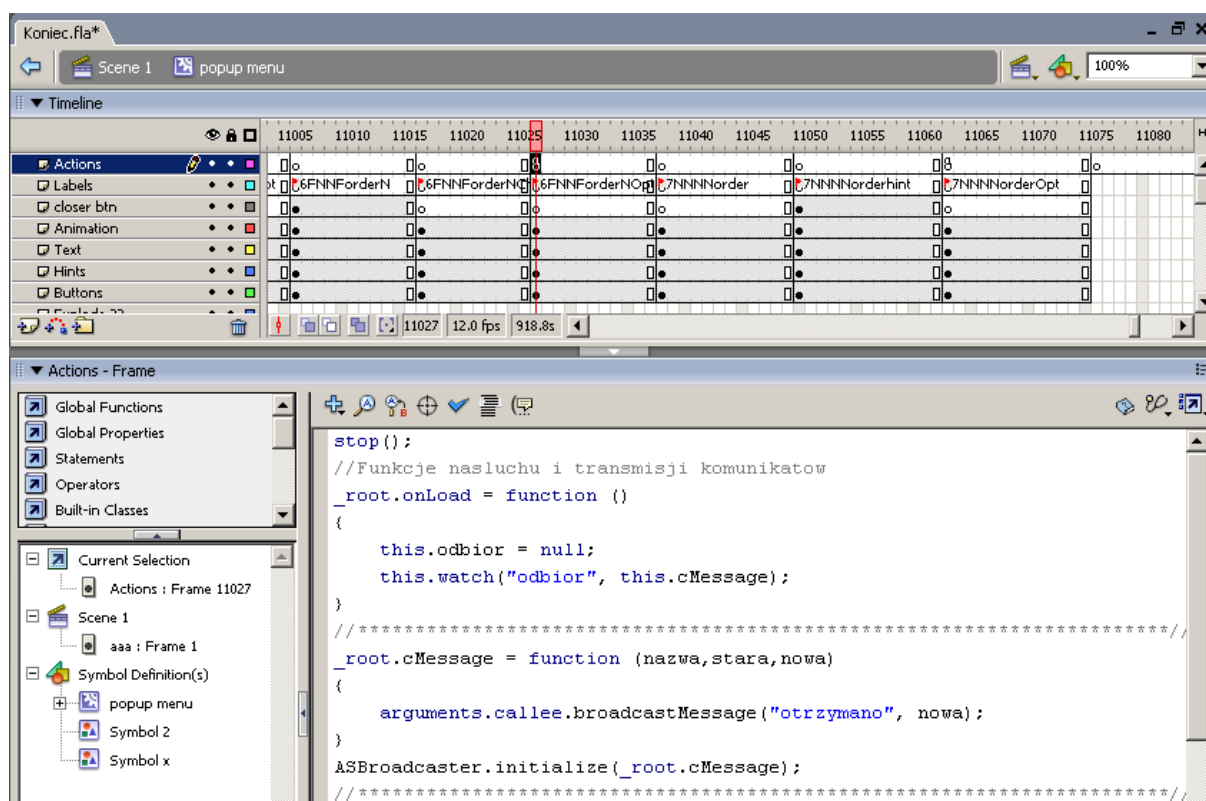 Koniec.fla*
Scene 1 popup menu 100%
Timeline
11005 11010 11015 11020 11025 11030 11035 11040 11045 11050 11055 11060 11065 11070 11075 11080
Actions
Labels 6FNNForderN 6FNNForderNO 6FNNForderNOpt 7NNNNorder 7NNNNorderhint 7NNNNorderOpt
closer btn
Animation
Text
Hints
Buttons
11027 12.0 fps 918.8s
Actions - Frame
Global Functions
Global Properties
Statements
Operators
Built-in Classes
Current Selection
Actions : Frame 11027
Scene 1
aaa : Frame 1
Symbol Definition(s)
popup menu
Symbol 2
Symbol x
stop();
//Funkcje nasluchu i transmisji komunikatow
_root.onLoad = function ()
{
this.odbior = null;
this.watch("odbior", this.cMessage);
}
//***********************************************************************//
_root.cMessage = function (nazwa,stara,nowa)
{
arguments.callee.broadcastMessage("otrzymano", nowa);
}
ASBroadcaster.initialize(_root.cMessage);
//***********************************************************************//